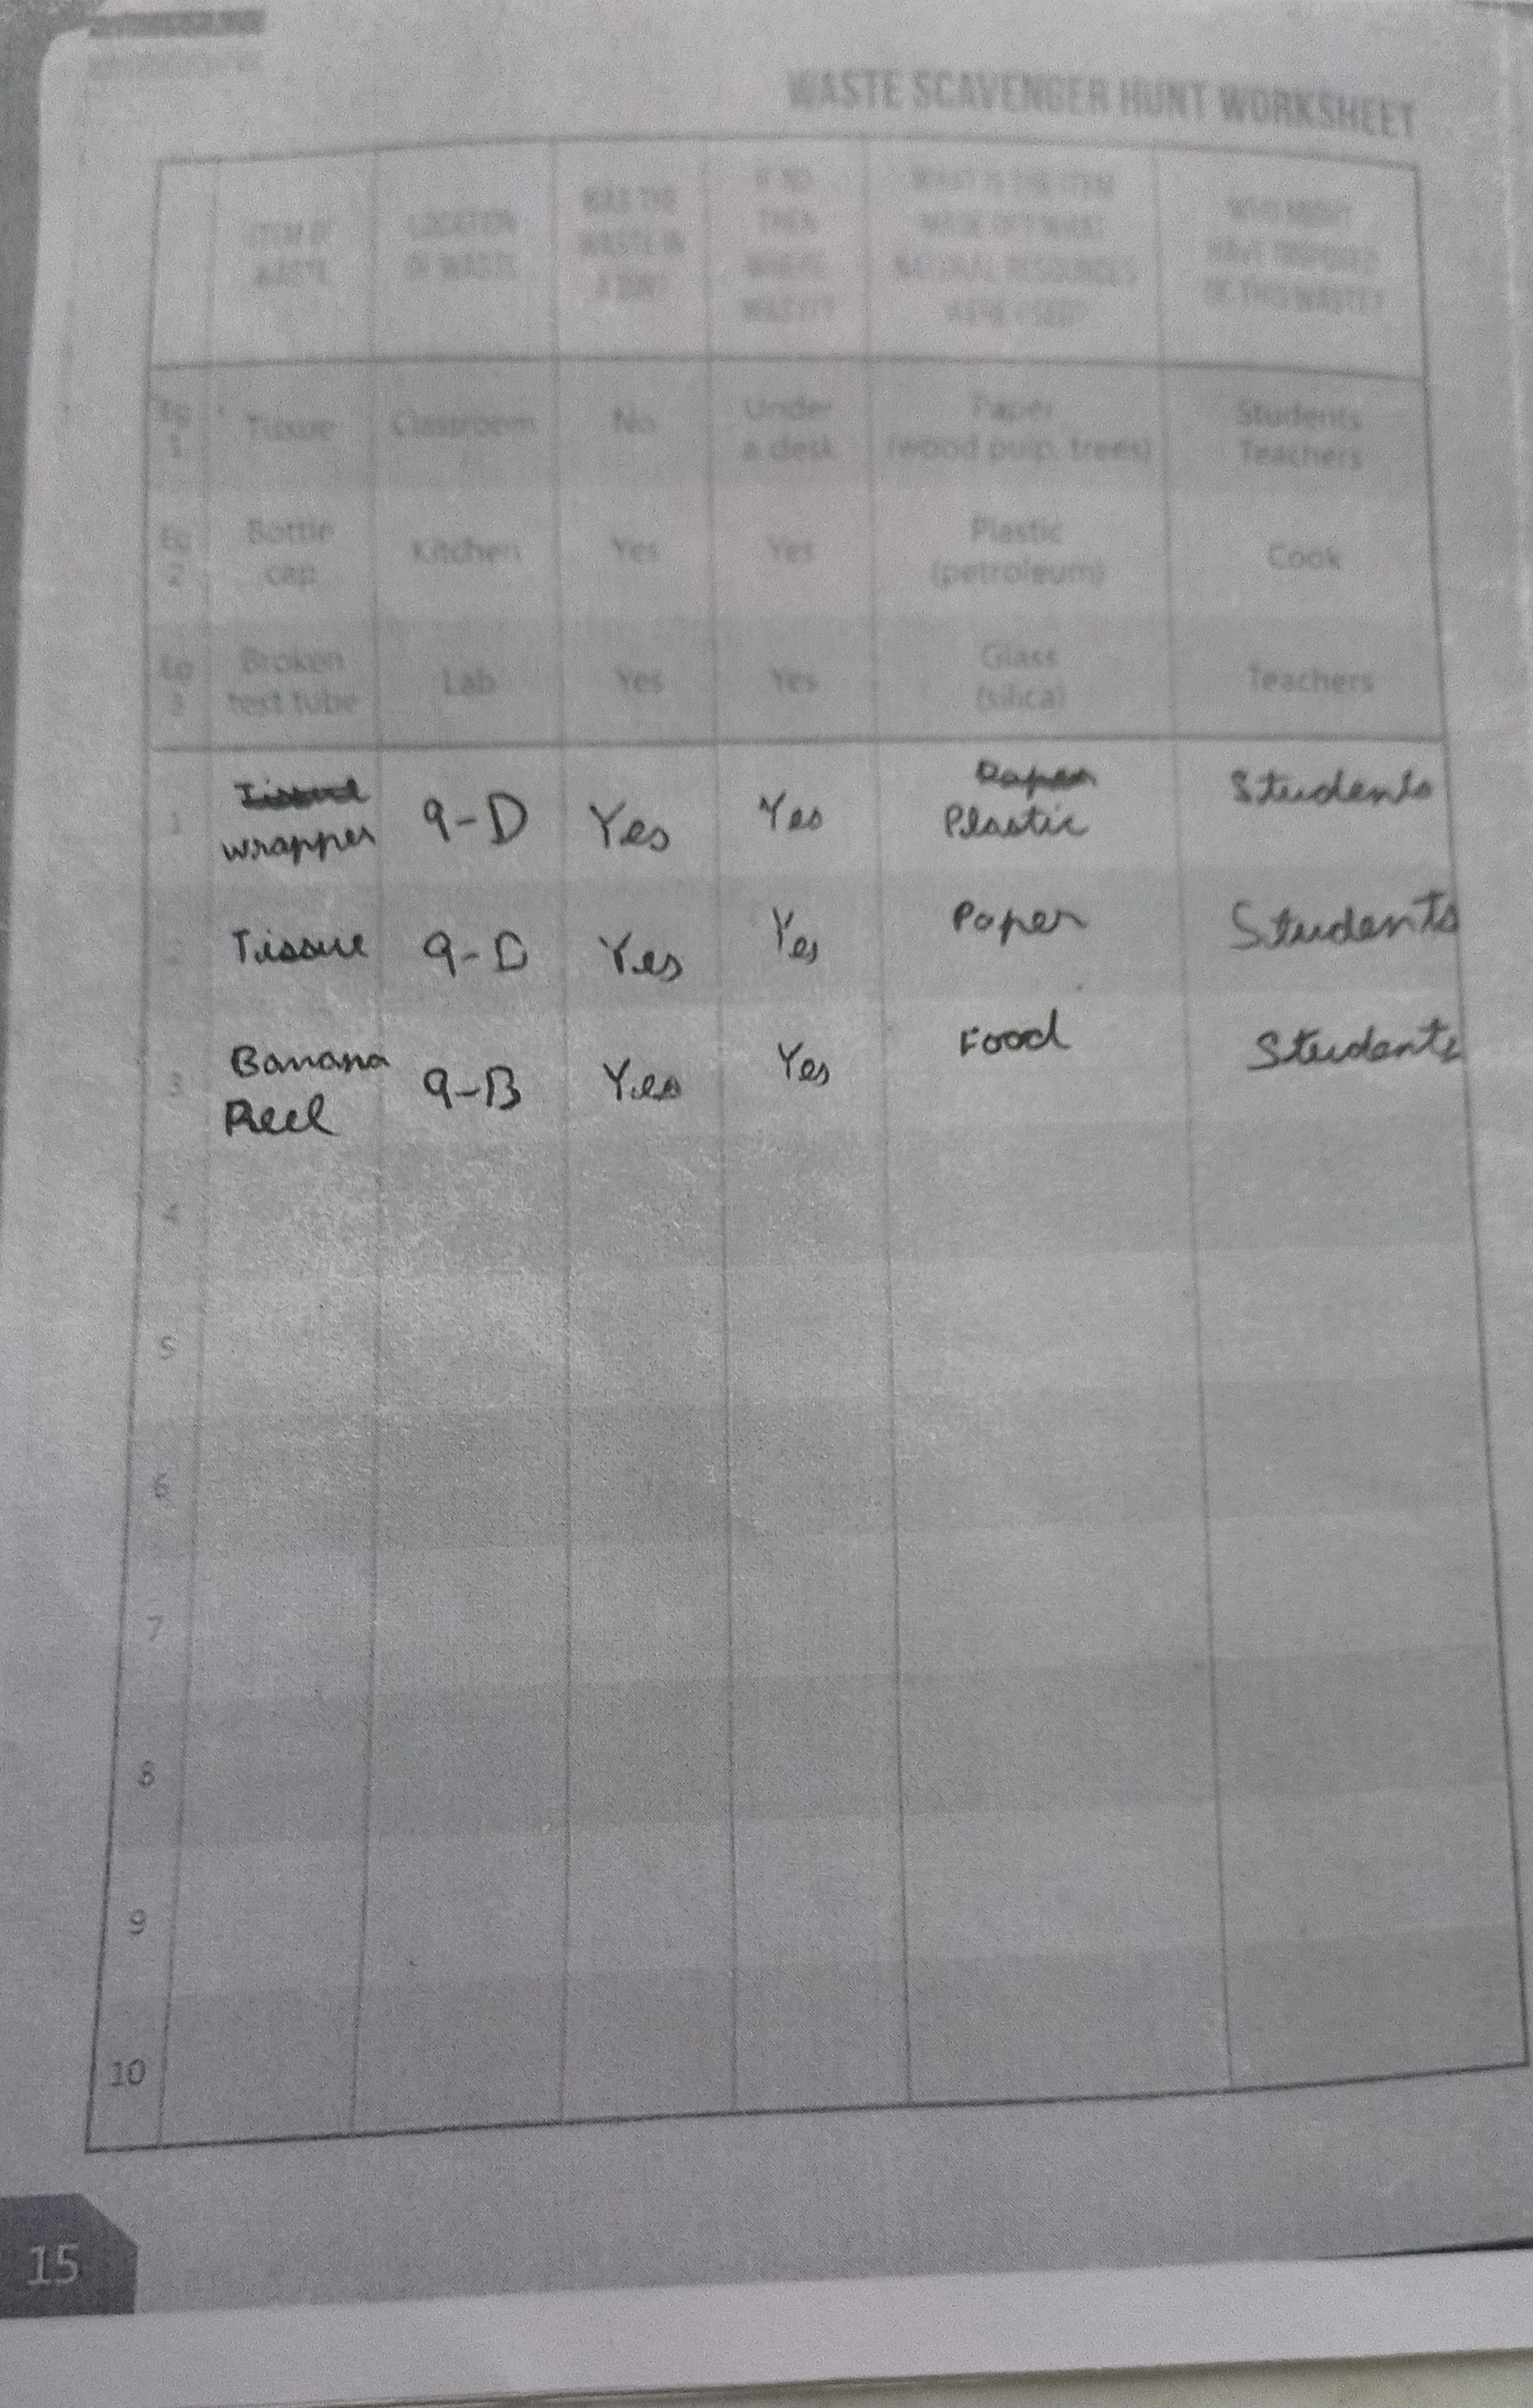 WASTE SCAVENGER HUNT WORKSHEET
ITEM OF WASTE
LOCATION OF WASTE
WAS THE WASTE IN A BIN?
IF NO, THEN WHERE WAS IT?
WHAT IS THE ITEM MADE OF? WHAT NATURAL RESOURCES WERE USED?
WHO MIGHT HAVE DISPOSED OF THIS WASTE?
Eg 1 Tissue Classroom No Under a desk Paper (wood pulp, trees) Students Teachers
Eg 2 Bottle cap Kitchen Yes Yes Plastic (petroleum) Cook
Eg 3 Broken test tube Lab Yes Yes Glass (silica) Teachers
1 Tissue wrapper 9-D Yes Yes Paper Plastic Students
2 Tissue 9-D Yes Yes Paper Students
3 Banana Peel 9-B Yes Yes Food Students
4
5
6
7
8
9
10
15